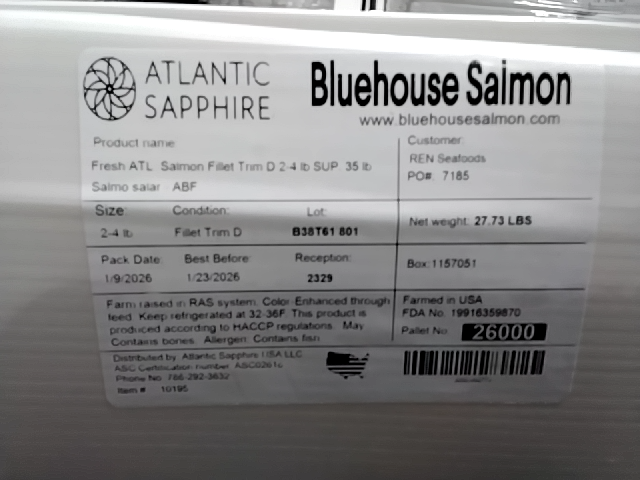 ATLANTIC SAPPHIRE
Bluehouse Salmon
www.bluehousesalmon.com
Product name
Fresh ATL Salmon Fillet Trim D 2-4 lb SUP 35 lb
Salmo salar ABF
Customer:
REN Seafoods
PO#: 7185
Size: Condition: Lot:
2-4 lb Fillet Trim D B38T61 801
Net weight: 27.73 LBS
Pack Date: Best Before: Reception:
1/9/2026 1/23/2026 2329
Box:1157051
Farm raised in RAS system. Color Enhanced through
feed. Keep refrigerated at 32-36F. This product is
produced according to HACCP regulations. May
Contains bones. Allergen: Contains fish
Farmed in USA
FDA No. 19916359870
Pallet No 26000
Distributed by: Atlantic Sapphire USA LLC
ASC Certification number
Phone No. 786-292-3632
Item # 10195